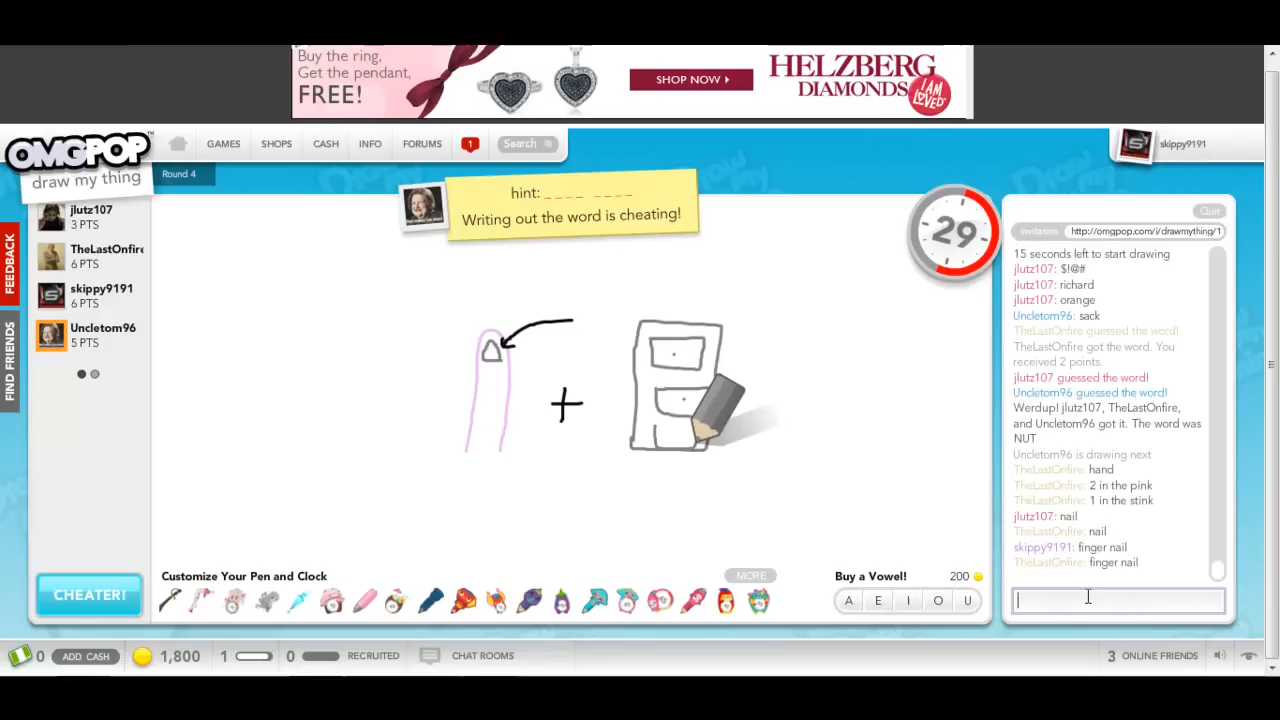 Buy the ring,
Get the pendant,
FREE!
SHOP NOW
HELZBERG
DIAMONDS
I AM
LOVED
OMGPOP
draw my thing
GAMES
SHOPS
CASH
INFO
FORUMS
1
Search
skippy9191
Round 4
FEEDBACK
FIND FRIENDS
jlutz107
3 PTS
TheLastOnfire
6 PTS
skippy9191
6 PTS
Uncletom96
5 PTS
hint: _ _ _ _ _ _ _ _
Writing out the word is cheating!
29
Quit
Invitation
http://omgpop.com/i/drawmything/1
15 seconds left to start drawing
jlutz107: $!@#
jlutz107: richard
jlutz107: orange
Uncletom96: sack
TheLastOnfire guessed the word!
TheLastOnfire got the word. You
received 2 points.
jlutz107 guessed the word!
Uncletom96 guessed the word!
Werdup! jlutz107, TheLastOnfire,
and Uncletom96 got it. The word was
NUT
Uncletom96 is drawing next
TheLastOnfire: hand
TheLastOnfire: 2 in the pink
TheLastOnfire: 1 in the stink
jlutz107: nail
TheLastOnfire: nail
skippy9191: finger nail
TheLastOnfire: finger nail
CHEATER!
Customize Your Pen and Clock
MORE
Buy a Vowel!
200
A E I O U
0
ADD CASH
1,800
1
0
RECRUITED
CHAT ROOMS
3 ONLINE FRIENDS